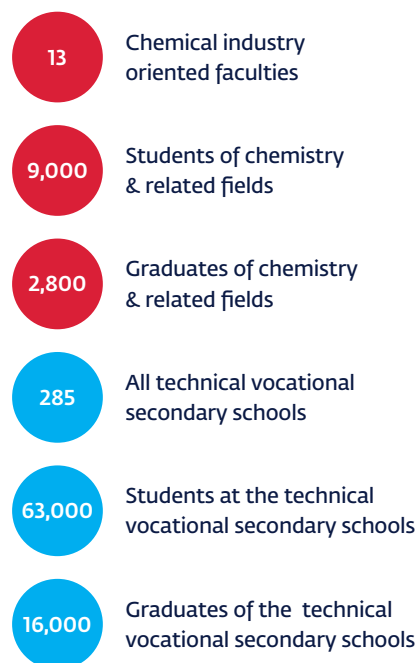 13
Chemical industry
oriented faculties
9,000
Students of chemistry
& related fields
2,800
Graduates of chemistry
& related fields
285
All technical vocational
secondary schools
63,000
Students at the technical
vocational secondary schools
16,000
Graduates of the technical
vocational secondary schools